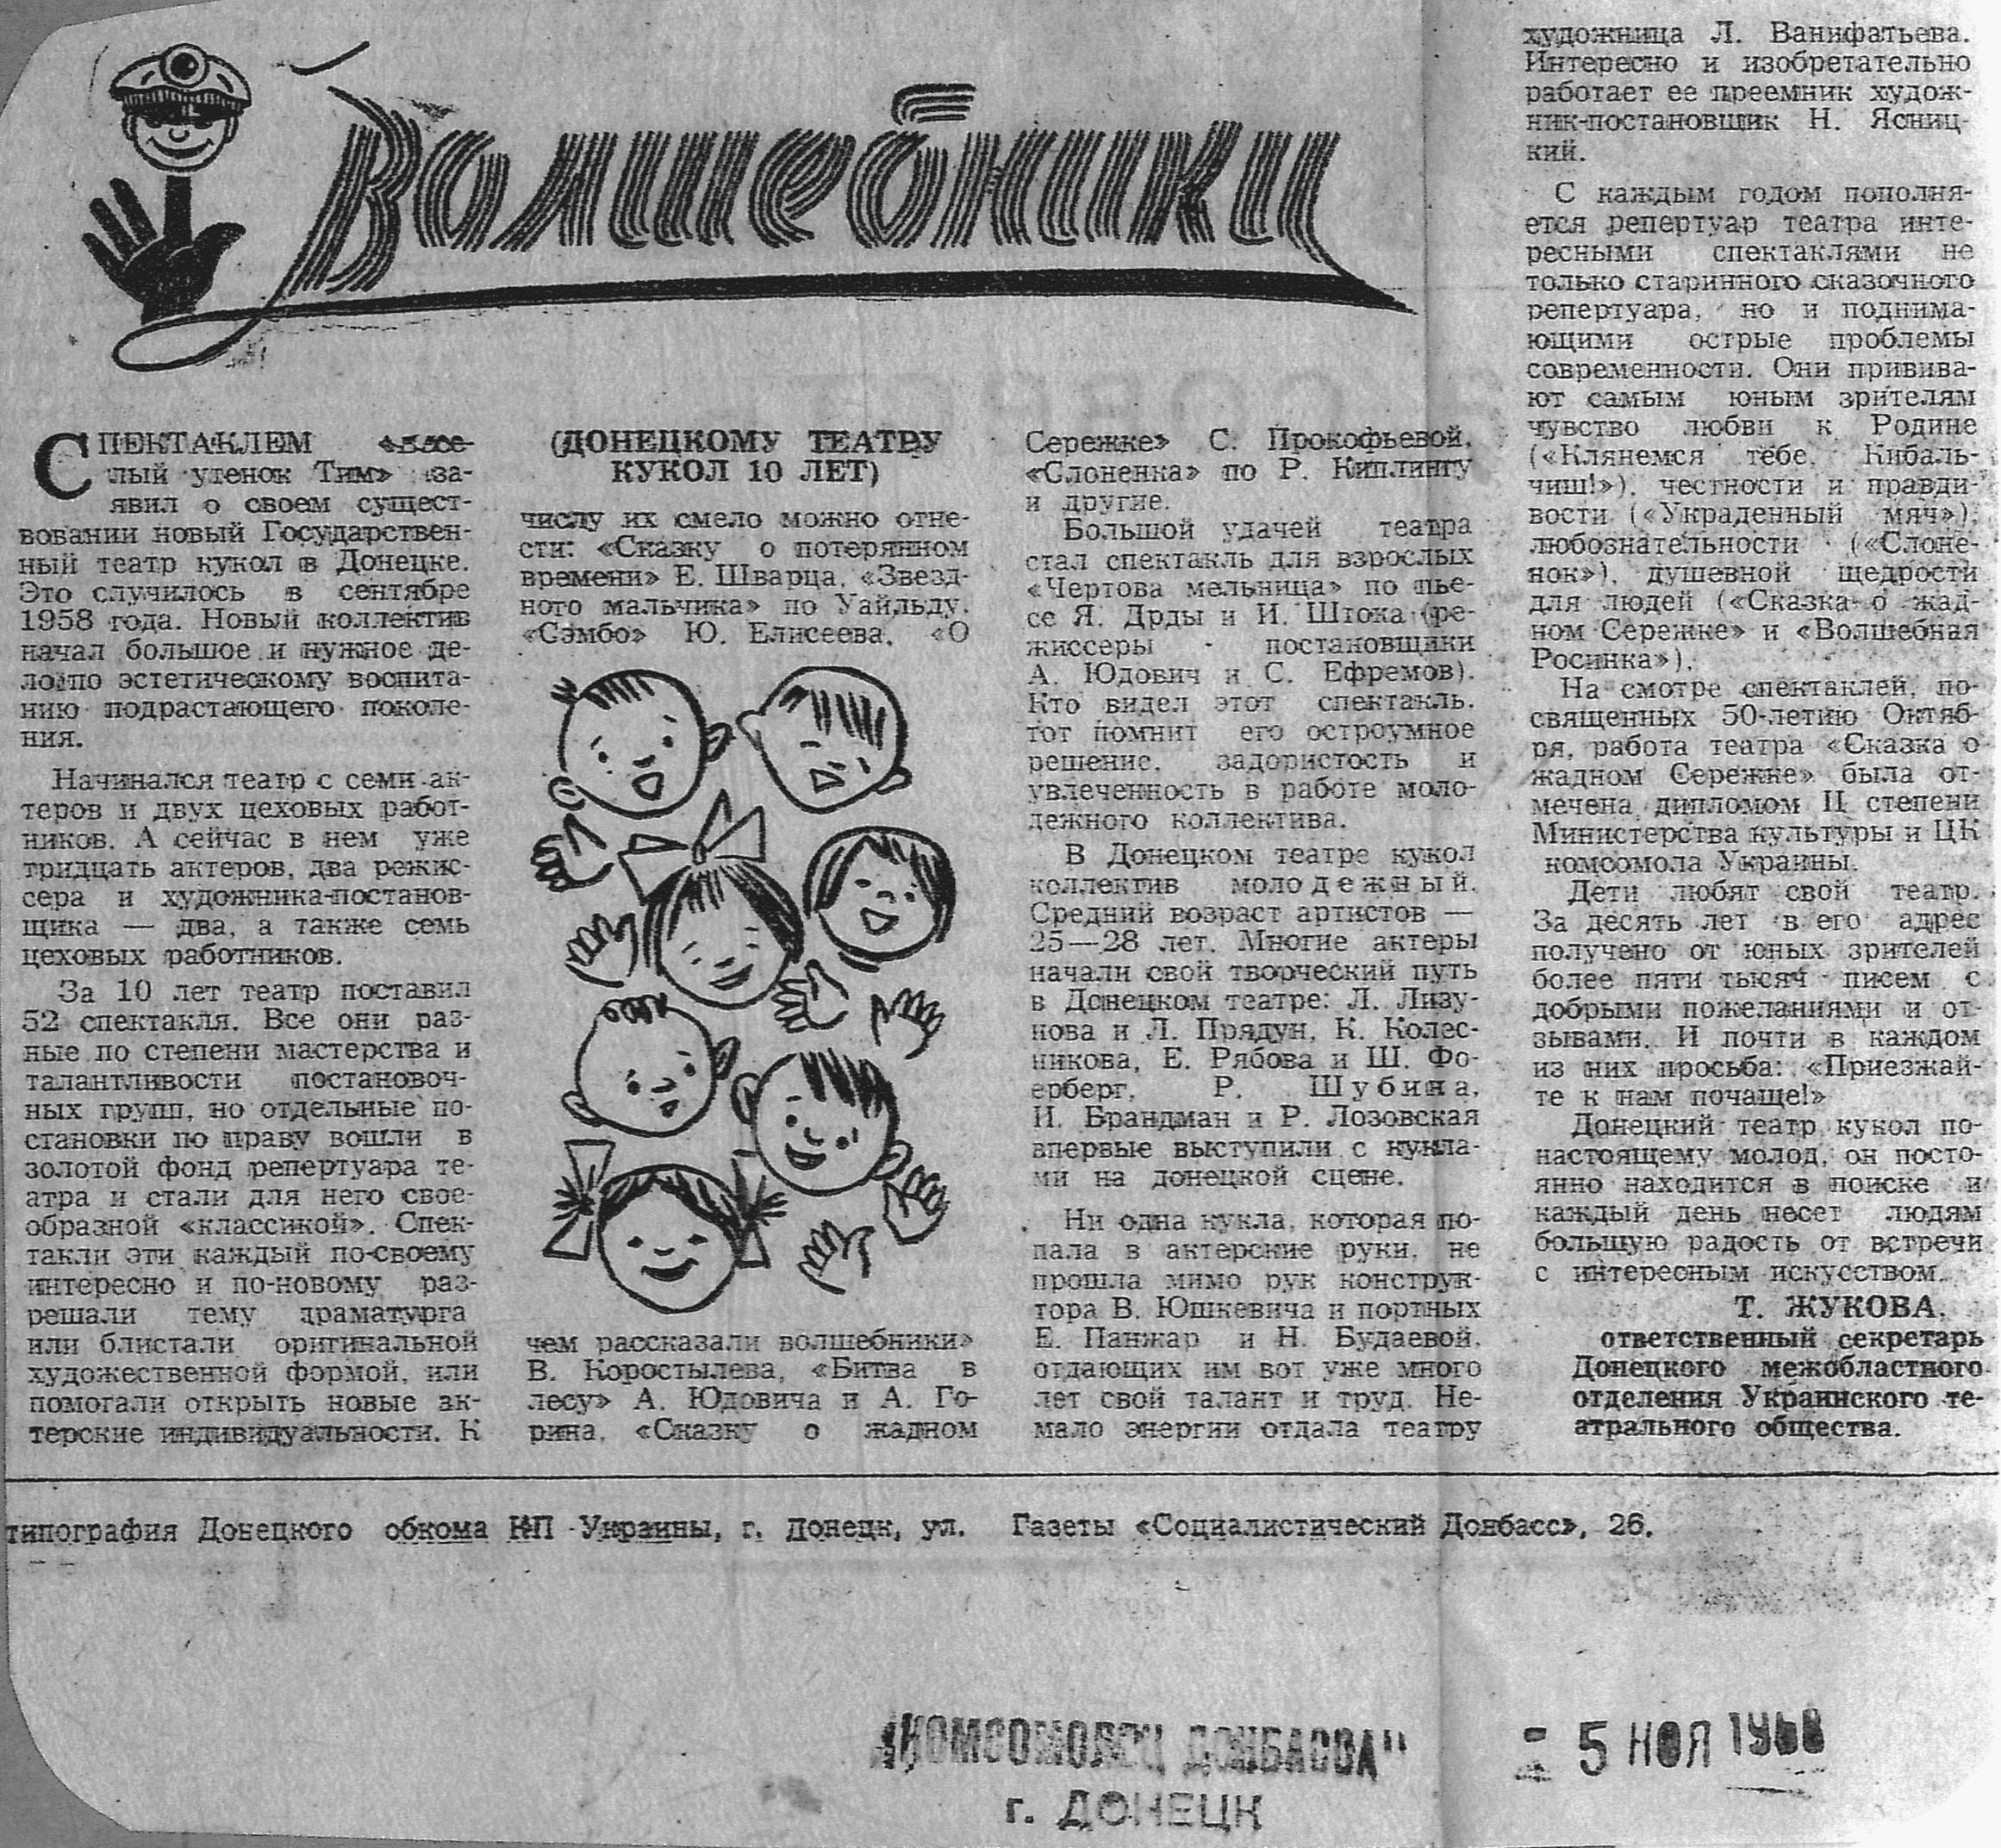 Волшебники
(ДОНЕЦКОМУ ТЕАТРУ
КУКОЛ 10 ЛЕТ)
СПЕКТАКЛЕМ «Весе-
лый утенок Тим» за-
явил о своем сущест-
вовании новый Государствен-
ный театр кукол в Донецке.
Это случилось в сентябре
1958 года. Новый коллектив
начал большое и нужное де-
ло по эстетическому воспита-
нию подрастающего поколе-
ния.
Начинался театр с семи ак-
теров и двух цеховых работ-
ников. А сейчас в нем уже
тридцать актеров, два режис-
сера и художника-постанов-
щика — два, а также семь
цеховых работников.
За 10 лет театр поставил
52 спектакля. Все они раз-
ные по степени мастерства и
талантливости постановоч-
ных групп, но отдельные по-
становки по праву вошли в
золотой фонд репертуара те-
атра и стали для него свое-
образной «классикой». Спек-
такли эти каждый по-своему
интересно и по-новому раз-
решали тему драматурга
или блистали оригинальной
художественной формой, или
помогали открыть новые ак-
терские индивидуальности. К
числу их смело можно отне-
сти: «Сказку о потерянном
времени» Е. Шварца, «Звезд-
ного мальчика» по Уайльду,
«Сэмбо» Ю. Елисеева, «О
чем рассказали волшебники»
В. Коростылева, «Битва в
лесу» А. Юдовича и А. Го-
рина, «Сказку о жадном
Сережке» С. Прокофьевой,
«Слоненка» по Р. Киплингу
и другие.
Большой удачей театра
стал спектакль для взрослых
«Чертова мельница» по пье-
се Я. Дрды и И. Штока (ре-
жиссеры - постановщики
А. Юдович и С. Ефремов).
Кто видел этот спектакль,
тот помнит его остроумное
решение, задористость и
увлеченность в работе моло-
дежного коллектива.
В Донецком театре кукол
коллектив молодежный.
Средний возраст артистов —
25—28 лет. Многие актеры
начали свой творческий путь
в Донецком театре: Л. Лизу-
нова и Л. Прядун, К. Колес-
никова, Е. Рябова и Ш. Фо-
ерберг, Р. Шубина,
И. Брандман и Р. Лозовская
впервые выступили с кукла-
ми на донецкой сцене.
Ни одна кукла, которая по-
пала в актерские руки, не
прошла мимо рук конструк-
тора В. Юшкевича и портных
Е. Панжар и Н. Будаевой,
отдающих им вот уже много
лет свой талант и труд. Не-
мало энергии отдала театру
художница Л. Ванифатьева.
Интересно и изобретательно
работает ее преемник худож-
ник-постановщик Н. Ясниц-
кий.
С каждым годом пополня-
ется репертуар театра инте-
ресными спектаклями не
только старинного сказочного
репертуара, но и поднима-
ющими острые проблемы
современности. Они привива-
ют самым юным зрителям
чувство любви к Родине
(«Клянемся тебе, Кибаль-
чиш!»), честности и правди-
вости («Украденный мяч»),
любознательности («Слоне-
нок»), душевной щедрости
для людей («Сказка о жад-
ном Сережке» и «Волшебная
Росинка»).
На смотре спектаклей, по-
священных 50-летию Октяб-
ря, работа театра «Сказка о
жадном Сережке» была от-
мечена дипломом II степени
Министерства культуры и ЦК
комсомола Украины.
Дети любят свой театр.
За десять лет в его адрес
получено от юных зрителей
более пяти тысяч писем с
добрыми пожеланиями и от-
зывами. И почти в каждом
из них просьба: «Приезжай-
те к нам почаще!»
Донецкий театр кукол по-
настоящему молод, он посто-
янно находится в поиске и
каждый день несет людям
большую радость от встречи
с интересным искусством.
Т. ЖУКОВА,
ответственный секретарь
Донецкого межобластного
отделения Украинского те-
атрального общества.
типография Донецкого обкома КП Украины, г. Донецк, ул. Газеты «Социалистический Донбасс», 26.
"КОМСОМОЛЕЦ ДОНБАССА"
г. ДОНЕЦК
- 5 НОЯ 1968